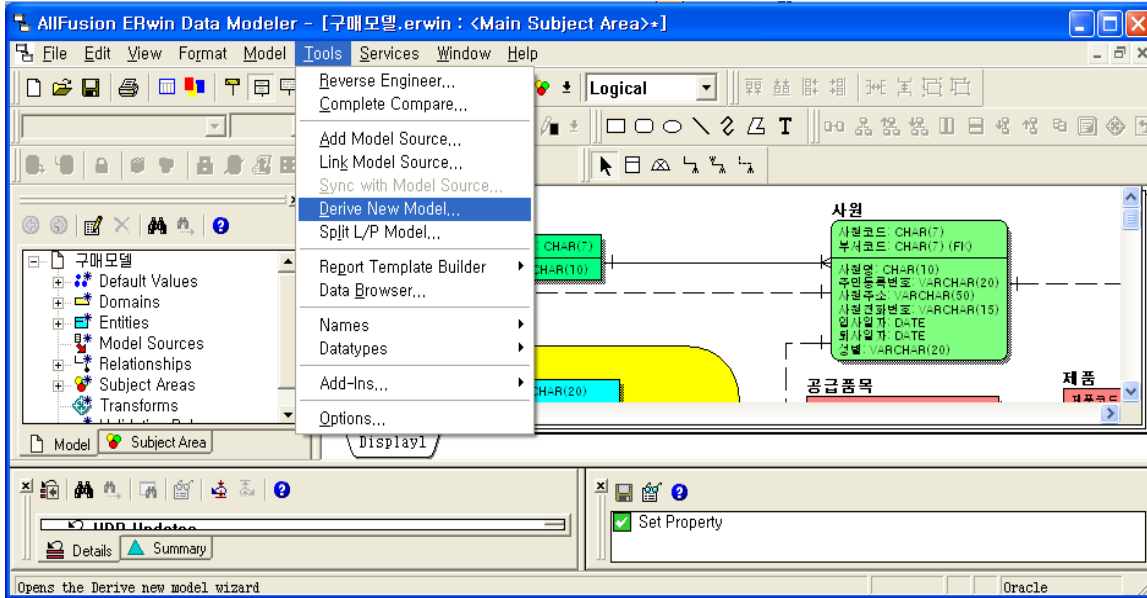 AllFusion ERwin Data Modeler - [구매모델.erwin : <Main Subject Area>*]
File Edit View Format Model Tools Services Window Help
Logical
Reverse Engineer...
Complete Compare...
Add Model Source...
Link Model Source...
Sync with Model Source...
Derive New Model...
Split L/P Model...
Report Template Builder
Data Browser...
Names
Datatypes
Add-Ins...
Options...
구매모델
Default Values
Domains
Entities
Model Sources
Relationships
Subject Areas
Transforms
Model
Subject Area
CHAR(7)
CHAR(10)
CHAR(20)
사원
사원코드: CHAR(7)
부서코드: CHAR(7) (FK)
사원명: CHAR(10)
주민등록번호: VARCHAR(20)
사원주소: VARCHAR(50)
사원전화번호: VARCHAR(15)
입사일자: DATE
퇴사일자: DATE
성별: VARCHAR(20)
공급품목
제품
제품코드
Display1
UDP Updates
Details
Summary
Set Property
Opens the Derive new model wizard
Oracle